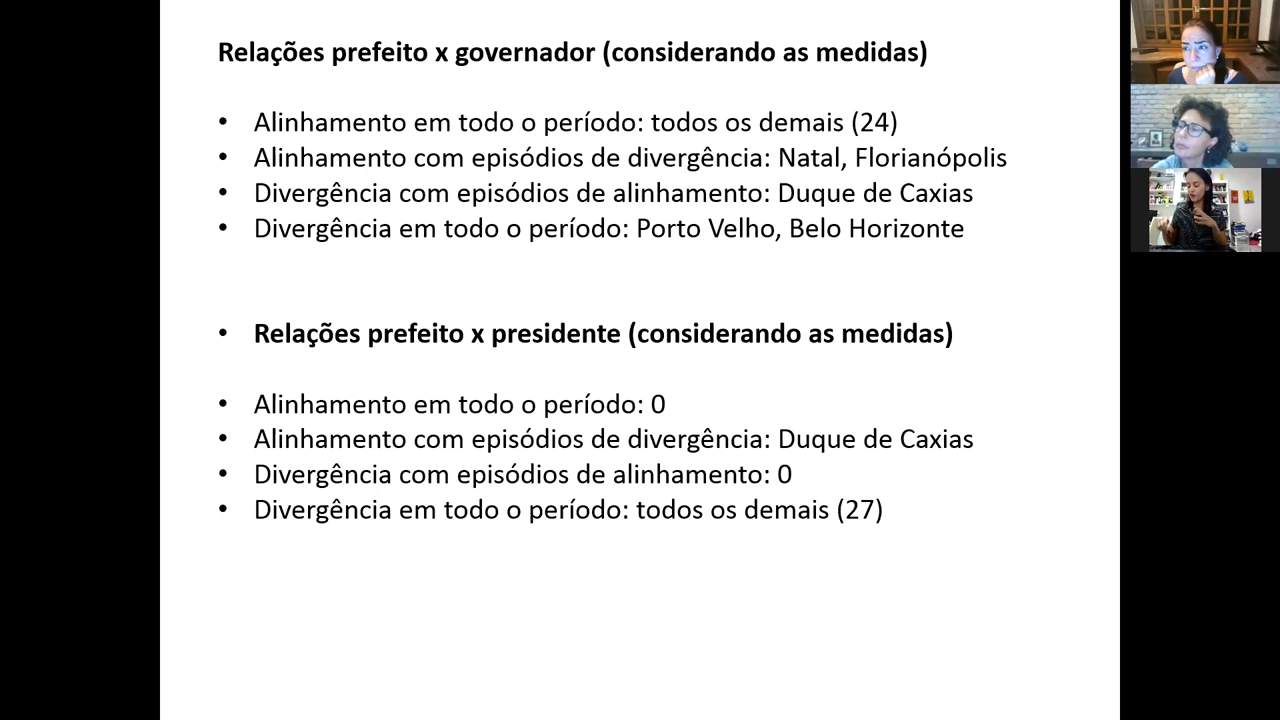 Relações prefeito x governador (considerando as medidas)
• Alinhamento em todo o período: todos os demais (24)
• Alinhamento com episódios de divergência: Natal, Florianópolis
• Divergência com episódios de alinhamento: Duque de Caxias
• Divergência em todo o período: Porto Velho, Belo Horizonte
• Relações prefeito x presidente (considerando as medidas)
• Alinhamento em todo o período: 0
• Alinhamento com episódios de divergência: Duque de Caxias
• Divergência com episódios de alinhamento: 0
• Divergência em todo o período: todos os demais (27)